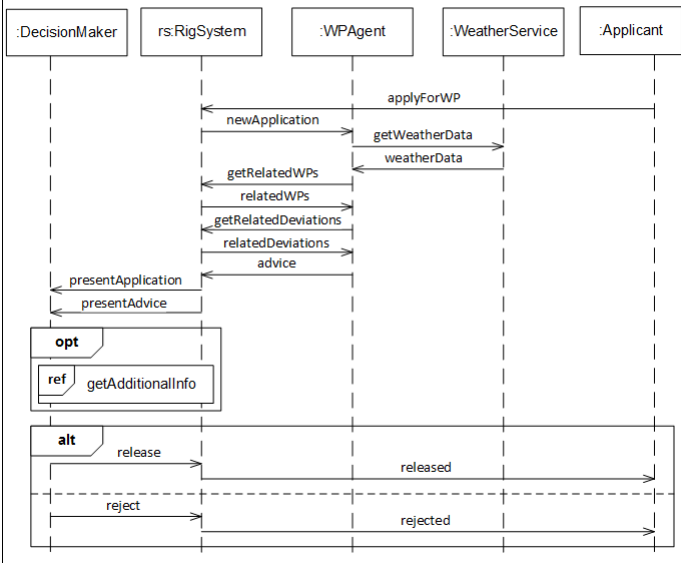 :DecisionMaker rs:RigSystem :WPAgent :WeatherService :Applicant
applyForWP
newApplication
getWeatherData
weatherData
getRelatedWPs
relatedWPs
getRelatedDeviations
relatedDeviations
advice
presentApplication
presentAdvice
opt
ref getAdditionalInfo
alt
release
released
reject
rejected